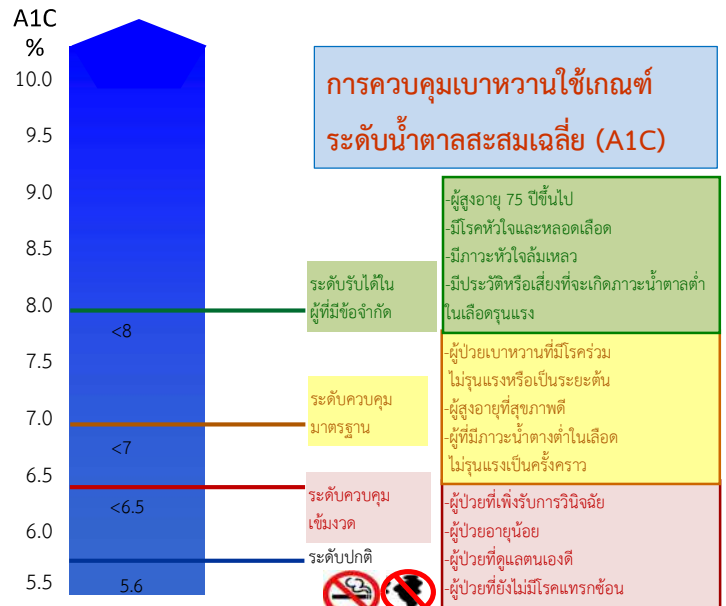 A1C
%
10.0
9.5
9.0
8.5
8.0
7.5
7.0
6.5
6.0
5.5
<8
<7
<6.5
5.6
การควบคุมเบาหวานใช้เกณฑ์
ระดับน้ำตาลสะสมเฉลี่ย (A1C)
ระดับรับได้ใน
ผู้ที่มีข้อจำกัด
-ผู้สูงอายุ 75 ปีขึ้นไป
-มีโรคหัวใจและหลอดเลือด
-มีภาวะหัวใจล้มเหลว
-มีประวัติหรือเสี่ยงที่จะเกิดภาวะน้ำตาลต่ำ
ในเลือดรุนแรง
ระดับควบคุม
มาตรฐาน
-ผู้ป่วยเบาหวานที่มีโรคร่วม
ไม่รุนแรงหรือเป็นระยะต้น
-ผู้สูงอายุที่สุขภาพดี
-ผู้ที่มีภาวะน้ำตางต่ำในเลือด
ไม่รุนแรงเป็นครั้งคราว
ระดับควบคุม
เข้มงวด
-ผู้ป่วยที่เพิ่งรับการวินิจฉัย
-ผู้ป่วยอายุน้อย
-ผู้ป่วยที่ดูแลตนเองดี
-ผู้ป่วยที่ยังไม่มีโรคแทรกซ้อน
ระดับปกติ